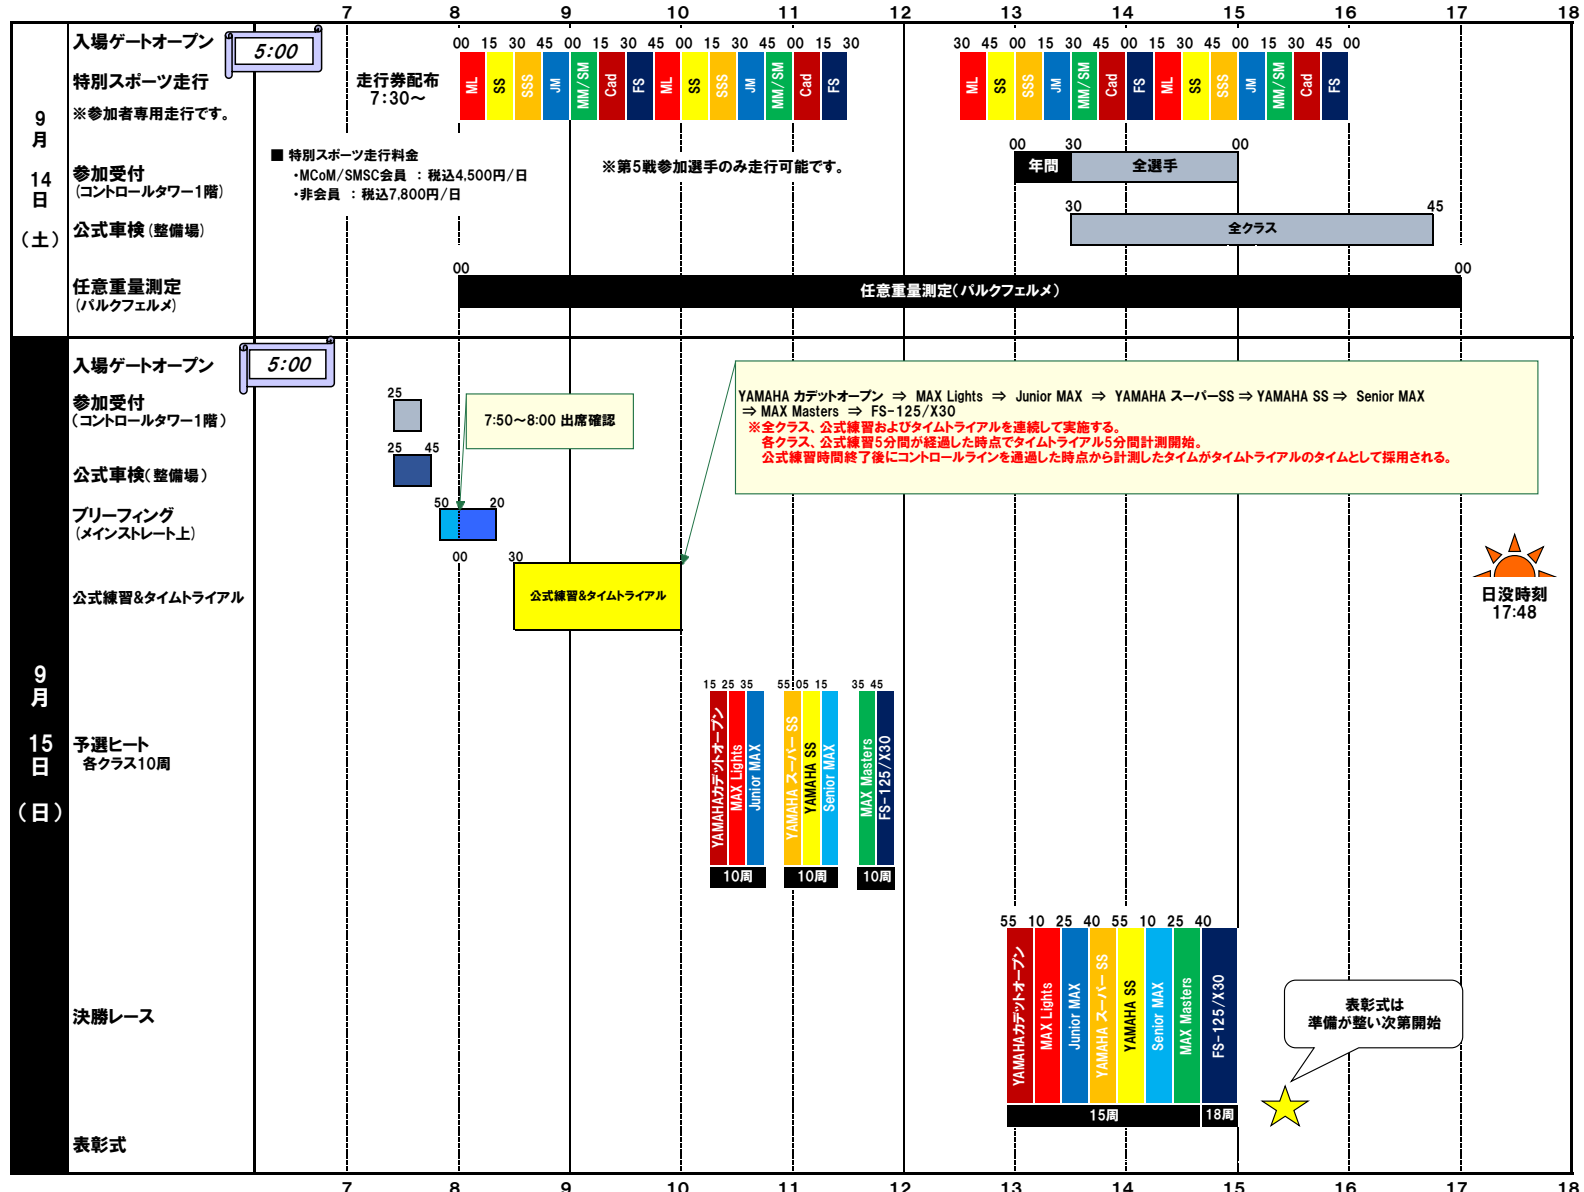 7 8 9 10 11 12 13 14 15 16 17 18
9月14日（土）
入場ゲートオープン
5:00
00 15 30 45 00 15 30 45 00 15 30 45 00 15 30
30 45 00 15 30 45 00 15 30 45 00 15 30 45 00
特別スポーツ走行
※参加者専用走行です。
走行券配布
7:30～
ML SS SSS JM MM/SM Cad FS ML SS SSS JM MM/SM Cad FS
ML SS SSS JM MM/SM Cad FS ML SS SSS JM MM/SM Cad FS
■ 特別スポーツ走行料金
・MCoM/SMSC会員 ：税込4,500円/日
・非会員 ：税込7,800円/日
※第5戦参加選手のみ走行可能です。
参加受付
(コントロールタワー1階)
00 30 00
年間 全選手
公式車検(整備場)
30 45
全クラス
任意重量測定
(パルクフェルメ)
00 00
任意重量測定(パルクフェルメ)
9月15日（日）
入場ゲートオープン
5:00
参加受付
(コントロールタワー1階)
25
7:50～8:00 出席確認
YAMAHA カデットオープン ⇒ MAX Lights ⇒ Junior MAX ⇒ YAMAHA スーパーSS ⇒ YAMAHA SS ⇒ Senior MAX
⇒ MAX Masters ⇒ FS-125/X30
※全クラス、公式練習およびタイムトライアルを連続して実施する。
各クラス、公式練習5分間が経過した時点でタイムトライアル5分間計測開始。
公式練習時間終了後にコントロールラインを通過した時点から計測したタイムがタイムトライアルのタイムとして採用される。
公式車検(整備場)
25 45
ブリーフィング
(メインストレート上)
50 20
00 30
公式練習&タイムトライアル
公式練習&タイムトライアル
日没時刻
17:48
予選ヒート
各クラス10周
15 25 35 55 05 15 35 45
YAMAHAカデットオープン
MAX Lights
Junior MAX
YAMAHA スーパー SS
YAMAHA SS
Senior MAX
MAX Masters
FS-125/X30
10周 10周 10周
決勝レース
55 10 25 40 55 10 25 40
YAMAHAカデットオープン
MAX Lights
Junior MAX
YAMAHA スーパー SS
YAMAHA SS
Senior MAX
MAX Masters
FS-125/X30
15周 18周
表彰式は
準備が整い次第開始
表彰式
7 8 9 10 11 12 13 14 15 16 17 18